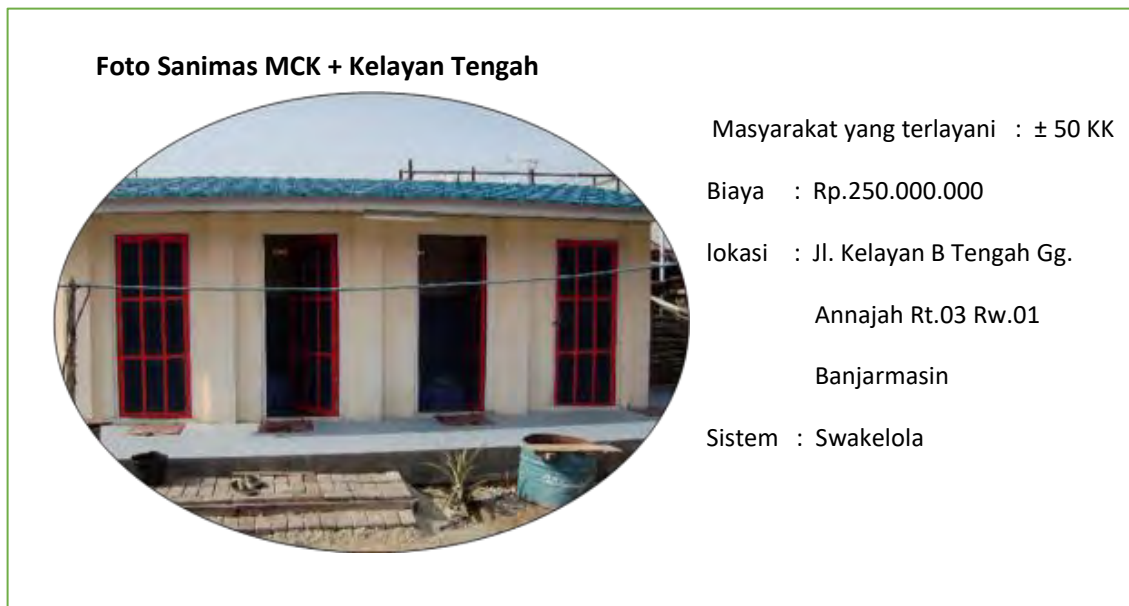 Foto Sanimas MCK + Kelayan Tengah
Masyarakat yang terlayani : ± 50 KK
Biaya : Rp.250.000.000
lokasi : Jl. Kelayan B Tengah Gg.
Annajah Rt.03 Rw.01
Banjarmasin
Sistem : Swakelola